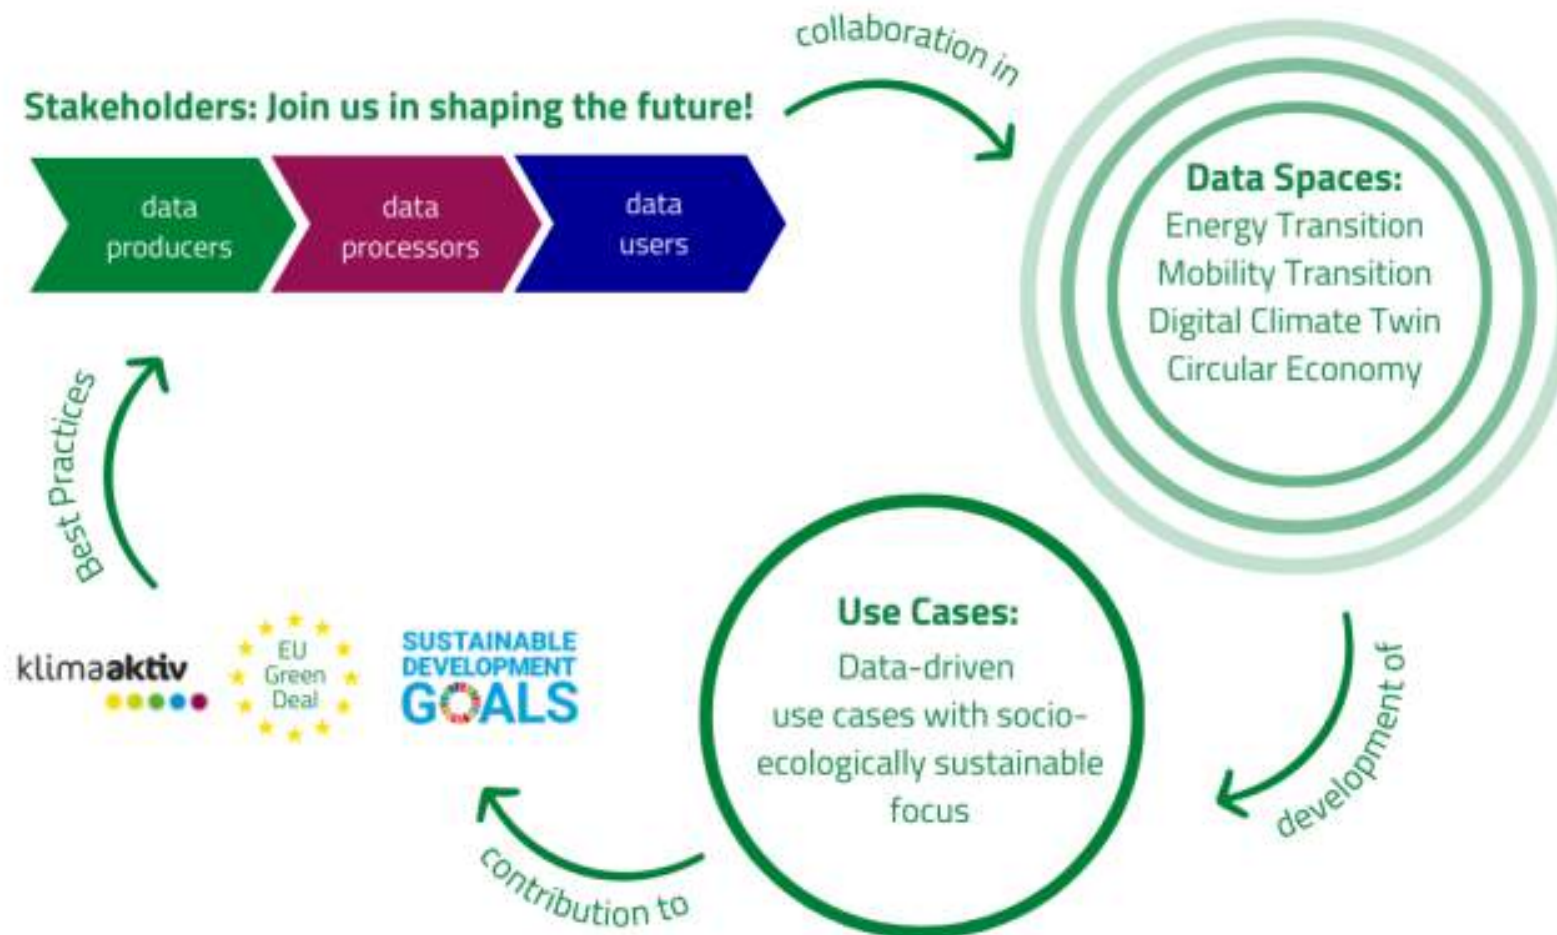 collaboration in
Stakeholders: Join us in shaping the future!
data
producers
data
processors
data
users
Data Spaces:
Energy Transition
Mobility Transition
Digital Climate Twin
Circular Economy
development of
Use Cases:
Data-driven
use cases with socio-
ecologically sustainable
focus
contribution to
SUSTAINABLE
DEVELOPMENT
GOALS
EU
Green
Deal
klimaaktiv
Best Practices